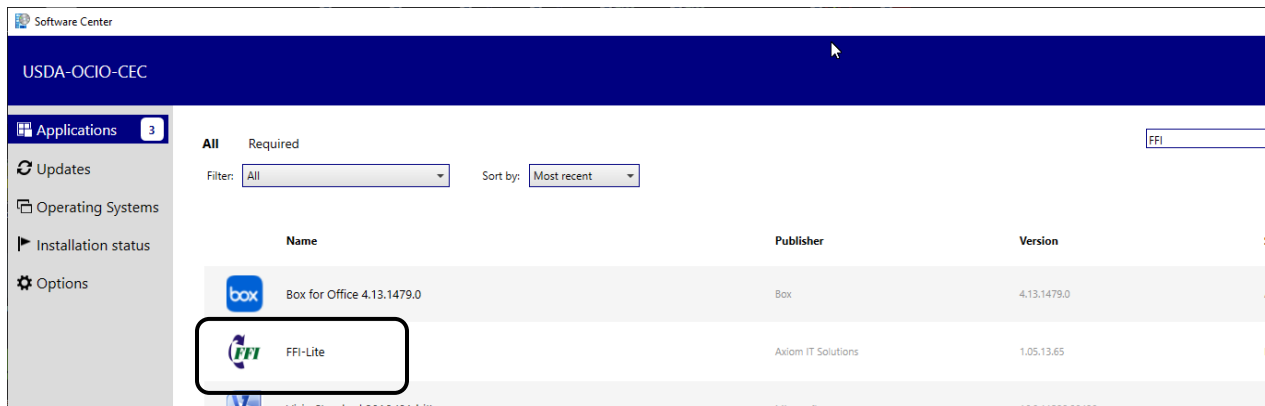 Software Center
USDA-OCIO-CEC
Applications 3
Updates
Operating Systems
Installation status
Options
All Required
FFI
Filter: All Sort by: Most recent
Name Publisher Version
box Box for Office 4.13.1479.0 Box 4.13.1479.0
FFI FFI-Lite Axiom IT Solutions 1.05.13.65